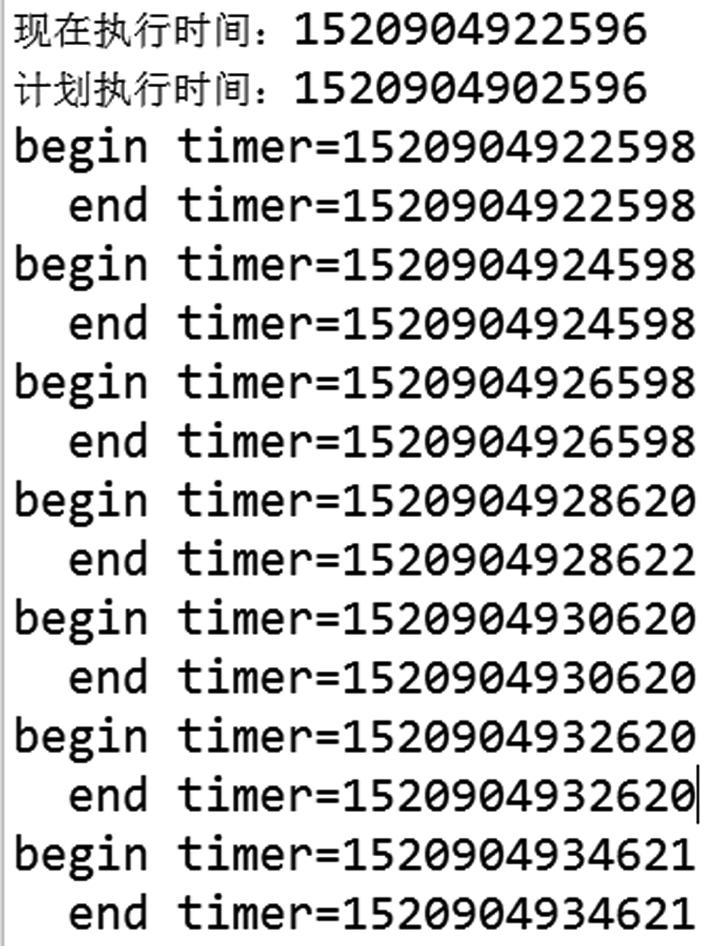 现在执行时间：1520904922596
计划执行时间：1520904902596
begin timer=1520904922598
end timer=1520904922598
begin timer=1520904924598
end timer=1520904924598
begin timer=1520904926598
end timer=1520904926598
begin timer=1520904928620
end timer=1520904928622
begin timer=1520904930620
end timer=1520904930620
begin timer=1520904932620
end timer=1520904932620
begin timer=1520904934621
end timer=1520904934621